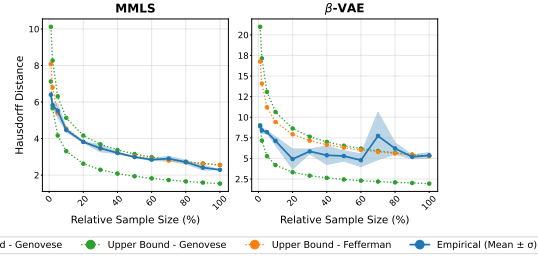 MMLS
β-VAE
Hausdorff Distance
10
8
6
4
2
20
17.5
15
12.5
10
7.5
5
2.5
0
20
40
60
80
100
0
20
40
60
80
100
Relative Sample Size (%)
Relative Sample Size (%)
d - Genovese
Upper Bound - Genovese
Upper Bound - Fefferman
Empirical (Mean ± σ)